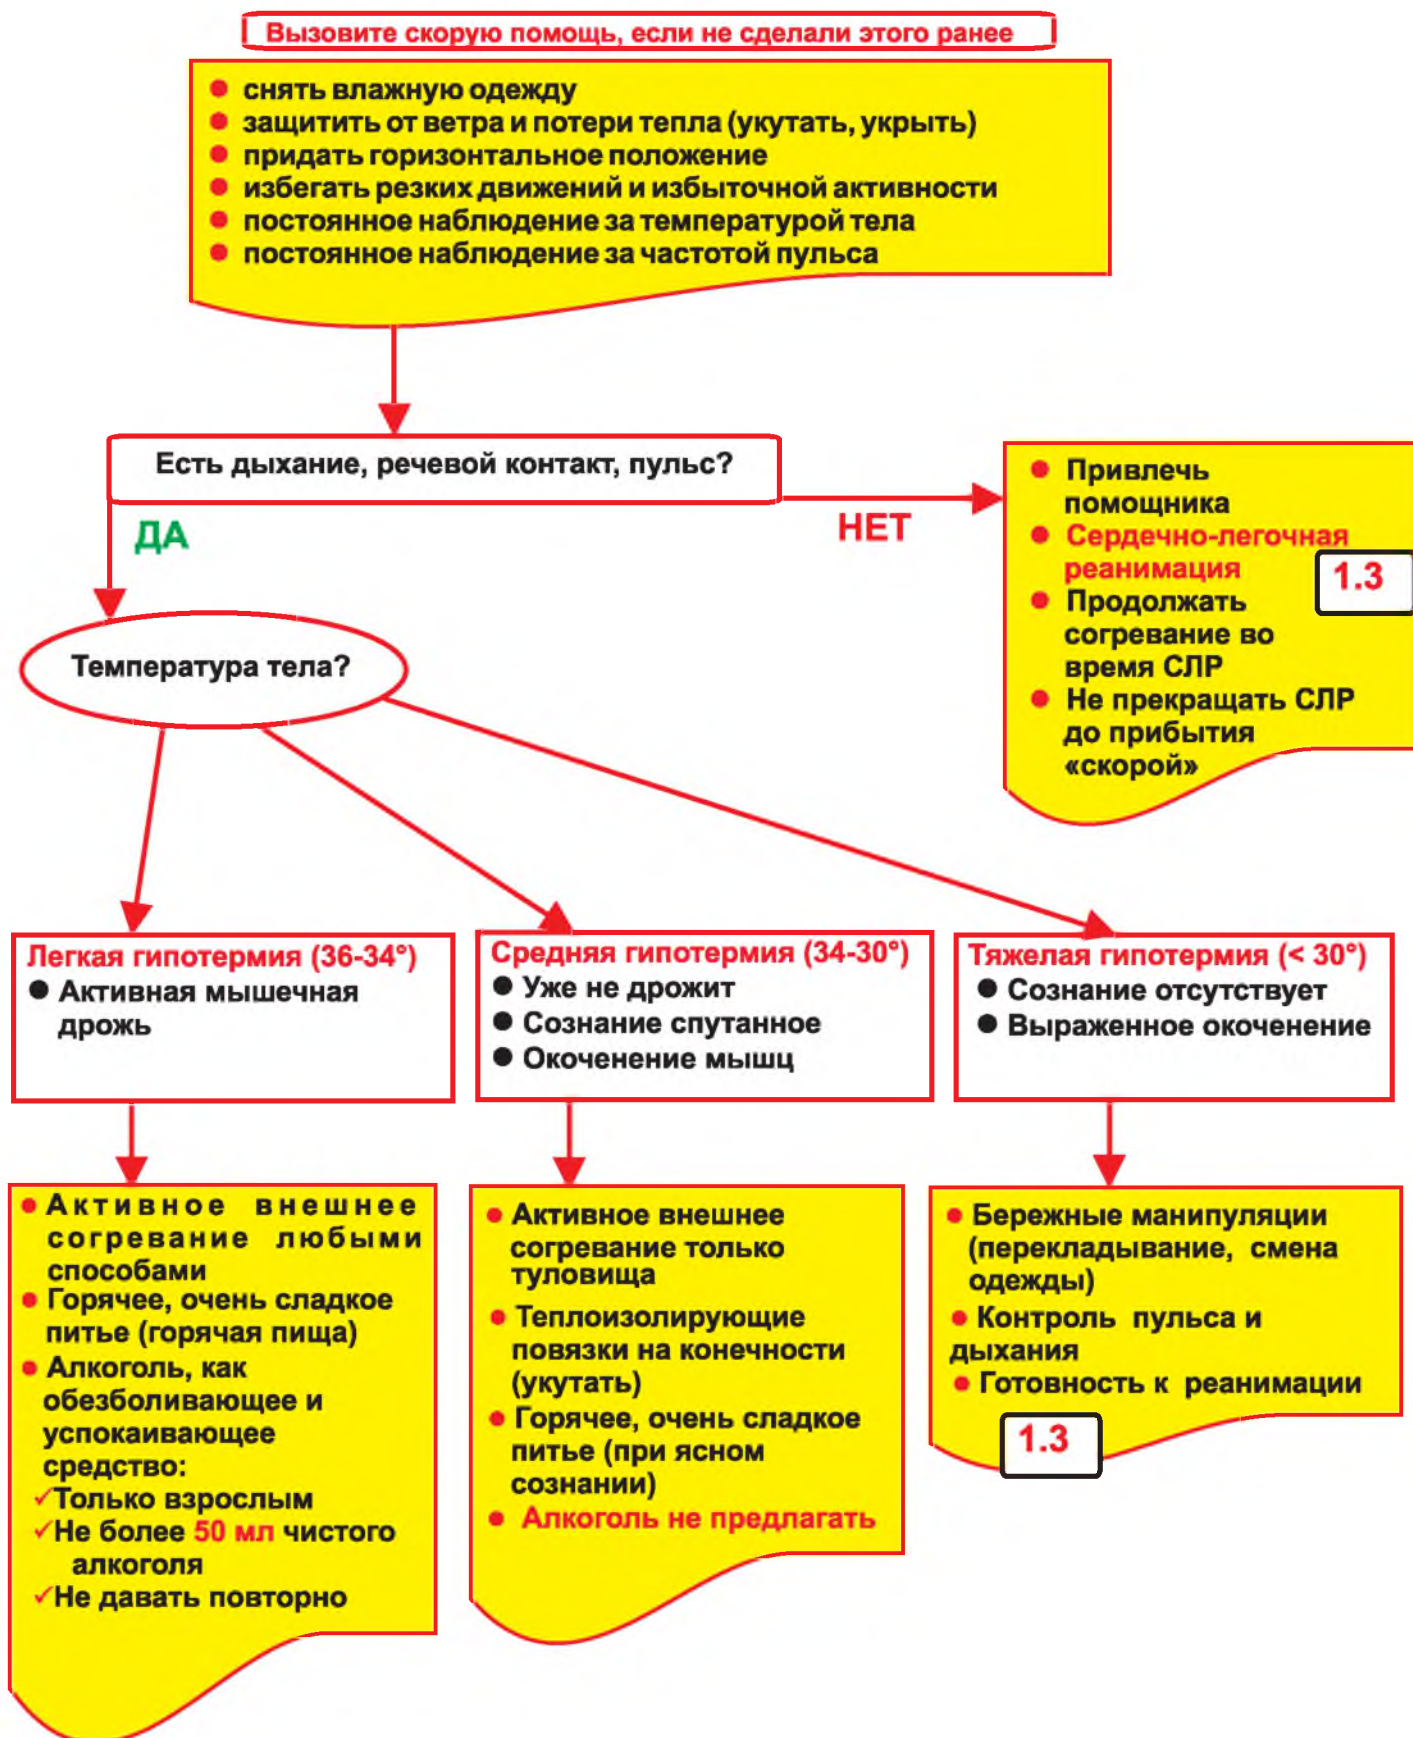 Вызовите скорую помощь, если не сделали этого ранее
● снять влажную одежду
● защитить от ветра и потери тепла (укутать, укрыть)
● придать горизонтальное положение
● избегать резких движений и избыточной активности
● постоянное наблюдение за температурой тела
● постоянное наблюдение за частотой пульса
Есть дыхание, речевой контакт, пульс?
ДА
НЕТ
● Привлечь
помощника
● Сердечно-легочная
реанимация
1.3
● Продолжать
согревание во
время СЛР
● Не прекращать СЛР
до прибытия
«скорой»
Температура тела?
Легкая гипотермия (36-34°)
● Активная мышечная
дрожь
Средняя гипотермия (34-30°)
● Уже не дрожит
● Сознание спутанное
● Окоченение мышц
Тяжелая гипотермия (< 30°)
● Сознание отсутствует
● Выраженное окоченение
● Активное внешнее
согревание любыми
способами
● Горячее, очень сладкое
питье (горячая пища)
● Алкоголь, как
обезболивающее и
успокаивающее
средство:
✓Только взрослым
✓Не более 50 мл чистого
алкоголя
✓Не давать повторно
● Активное внешнее
согревание только
туловища
● Теплоизолирующие
повязки на конечности
(укутать)
● Горячее, очень сладкое
питье (при ясном
сознании)
● Алкоголь не предлагать
● Бережные манипуляции
(перекладывание, смена
одежды)
● Контроль пульса и
дыхания
● Готовность к реанимации
1.3